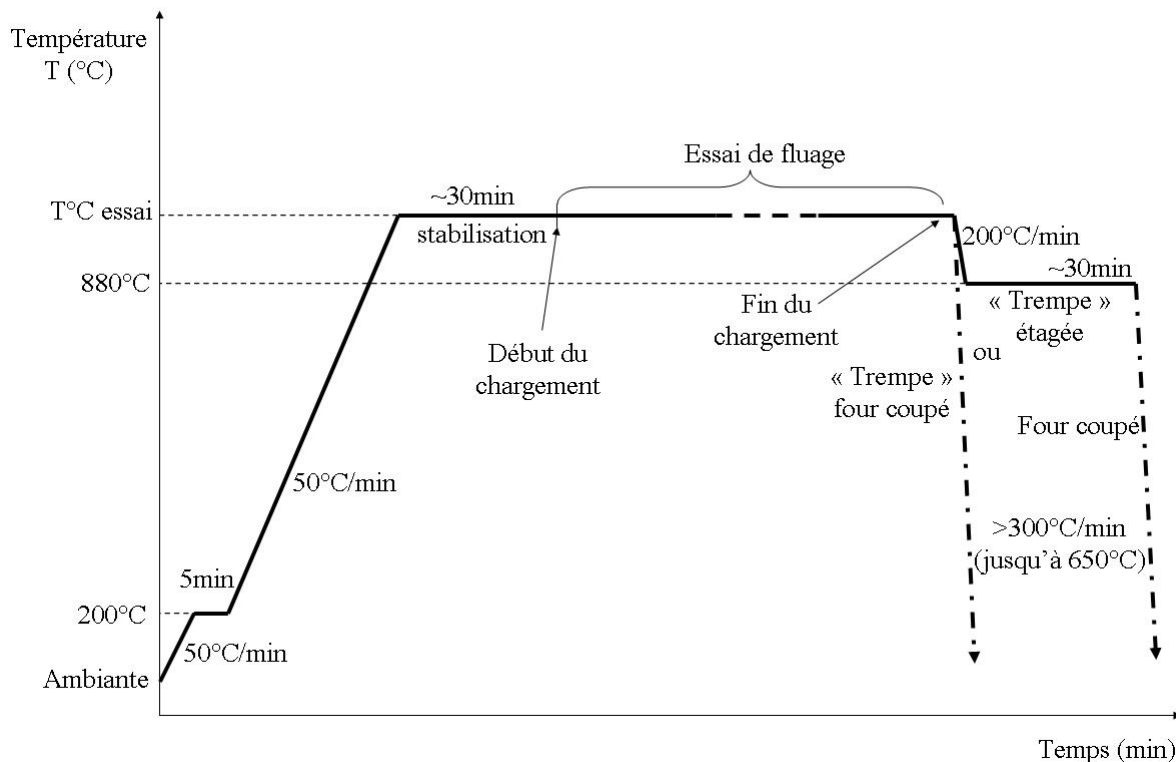 Température
T (°C)
Essai de fluage
~30min
T°C essai
stabilisation
200°C/min
880°C
~30min
« Trempe »
étagée
Fin du
chargement
Début du
chargement
ou
« Trempe »
four coupé
Four coupé
50°C/min
>300°C/min
(jusqu’à 650°C)
5min
200°C
50°C/min
Ambiante
Temps (min)